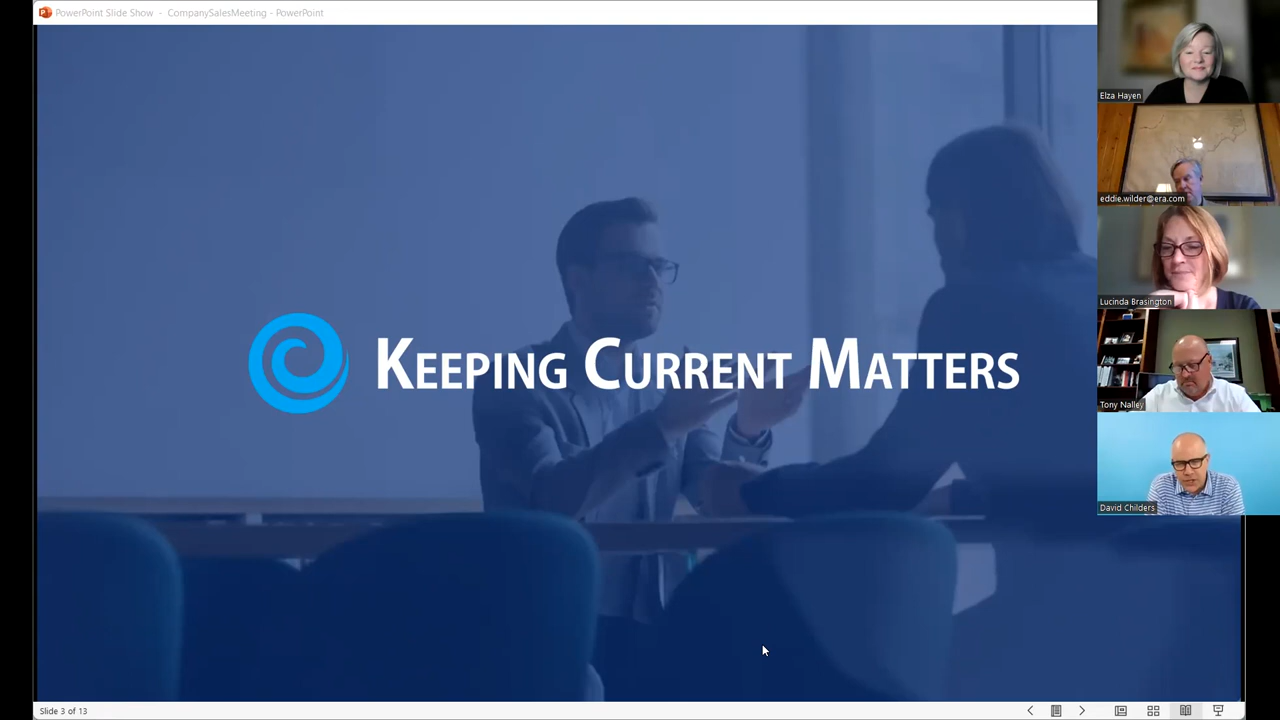 PowerPoint Slide Show - CompanySalesMeeting - PowerPoint
Elza Hayen
eddie.wilder@era.com
Lucinda Brasington
Tony Nalley
David Childers
KEEPING CURRENT MATTERS
Slide 3 of 13